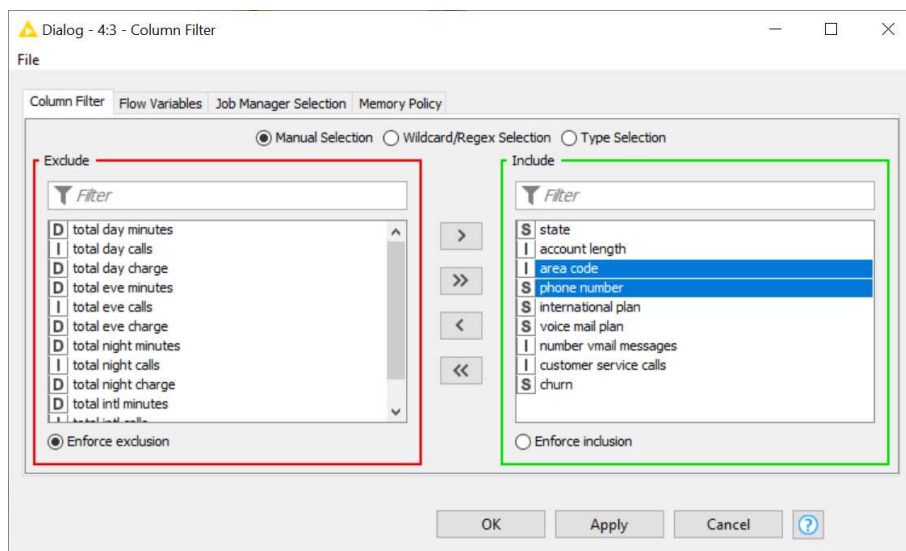 Dialog - 4:3 - Column Filter
File
Column Filter Flow Variables Job Manager Selection Memory Policy
Manual Selection Wildcard/Regex Selection Type Selection
Exclude
Filter
D total day minutes
I total day calls
D total day charge
D total eve minutes
I total eve calls
D total eve charge
D total night minutes
I total night calls
D total night charge
D total intl minutes
I total intl calls
Enforce exclusion
>
>>
<
<<
Include
Filter
S state
I account length
I area code
S phone number
S international plan
S voice mail plan
I number vmail messages
I customer service calls
S churn
Enforce inclusion
OK Apply Cancel ?